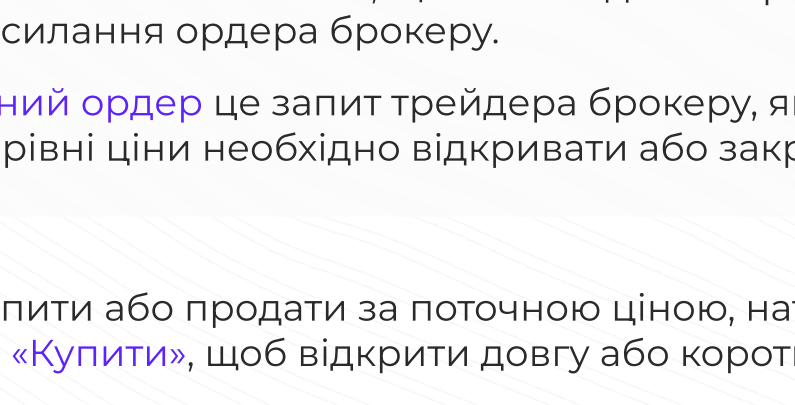 силання ордера брокеру.
ний ордер це запит трейдера брокеру, як
рівні ціни необхідно відкривати або закр
пити або продати за поточною ціною, нат
«Купити», щоб відкрити довгу або коротк